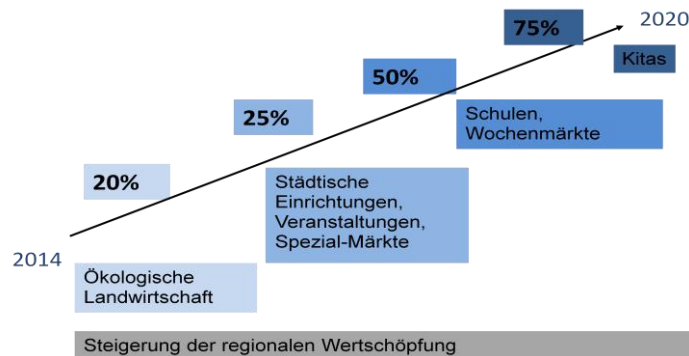 2020
75%
Kitas
50%
Schulen,
Wochenmärkte
25%
20%
Städtische
Einrichtungen,
Veranstaltungen,
Spezial-Märkte
2014
Ökologische
Landwirtschaft
Steigerung der regionalen Wertschöpfung